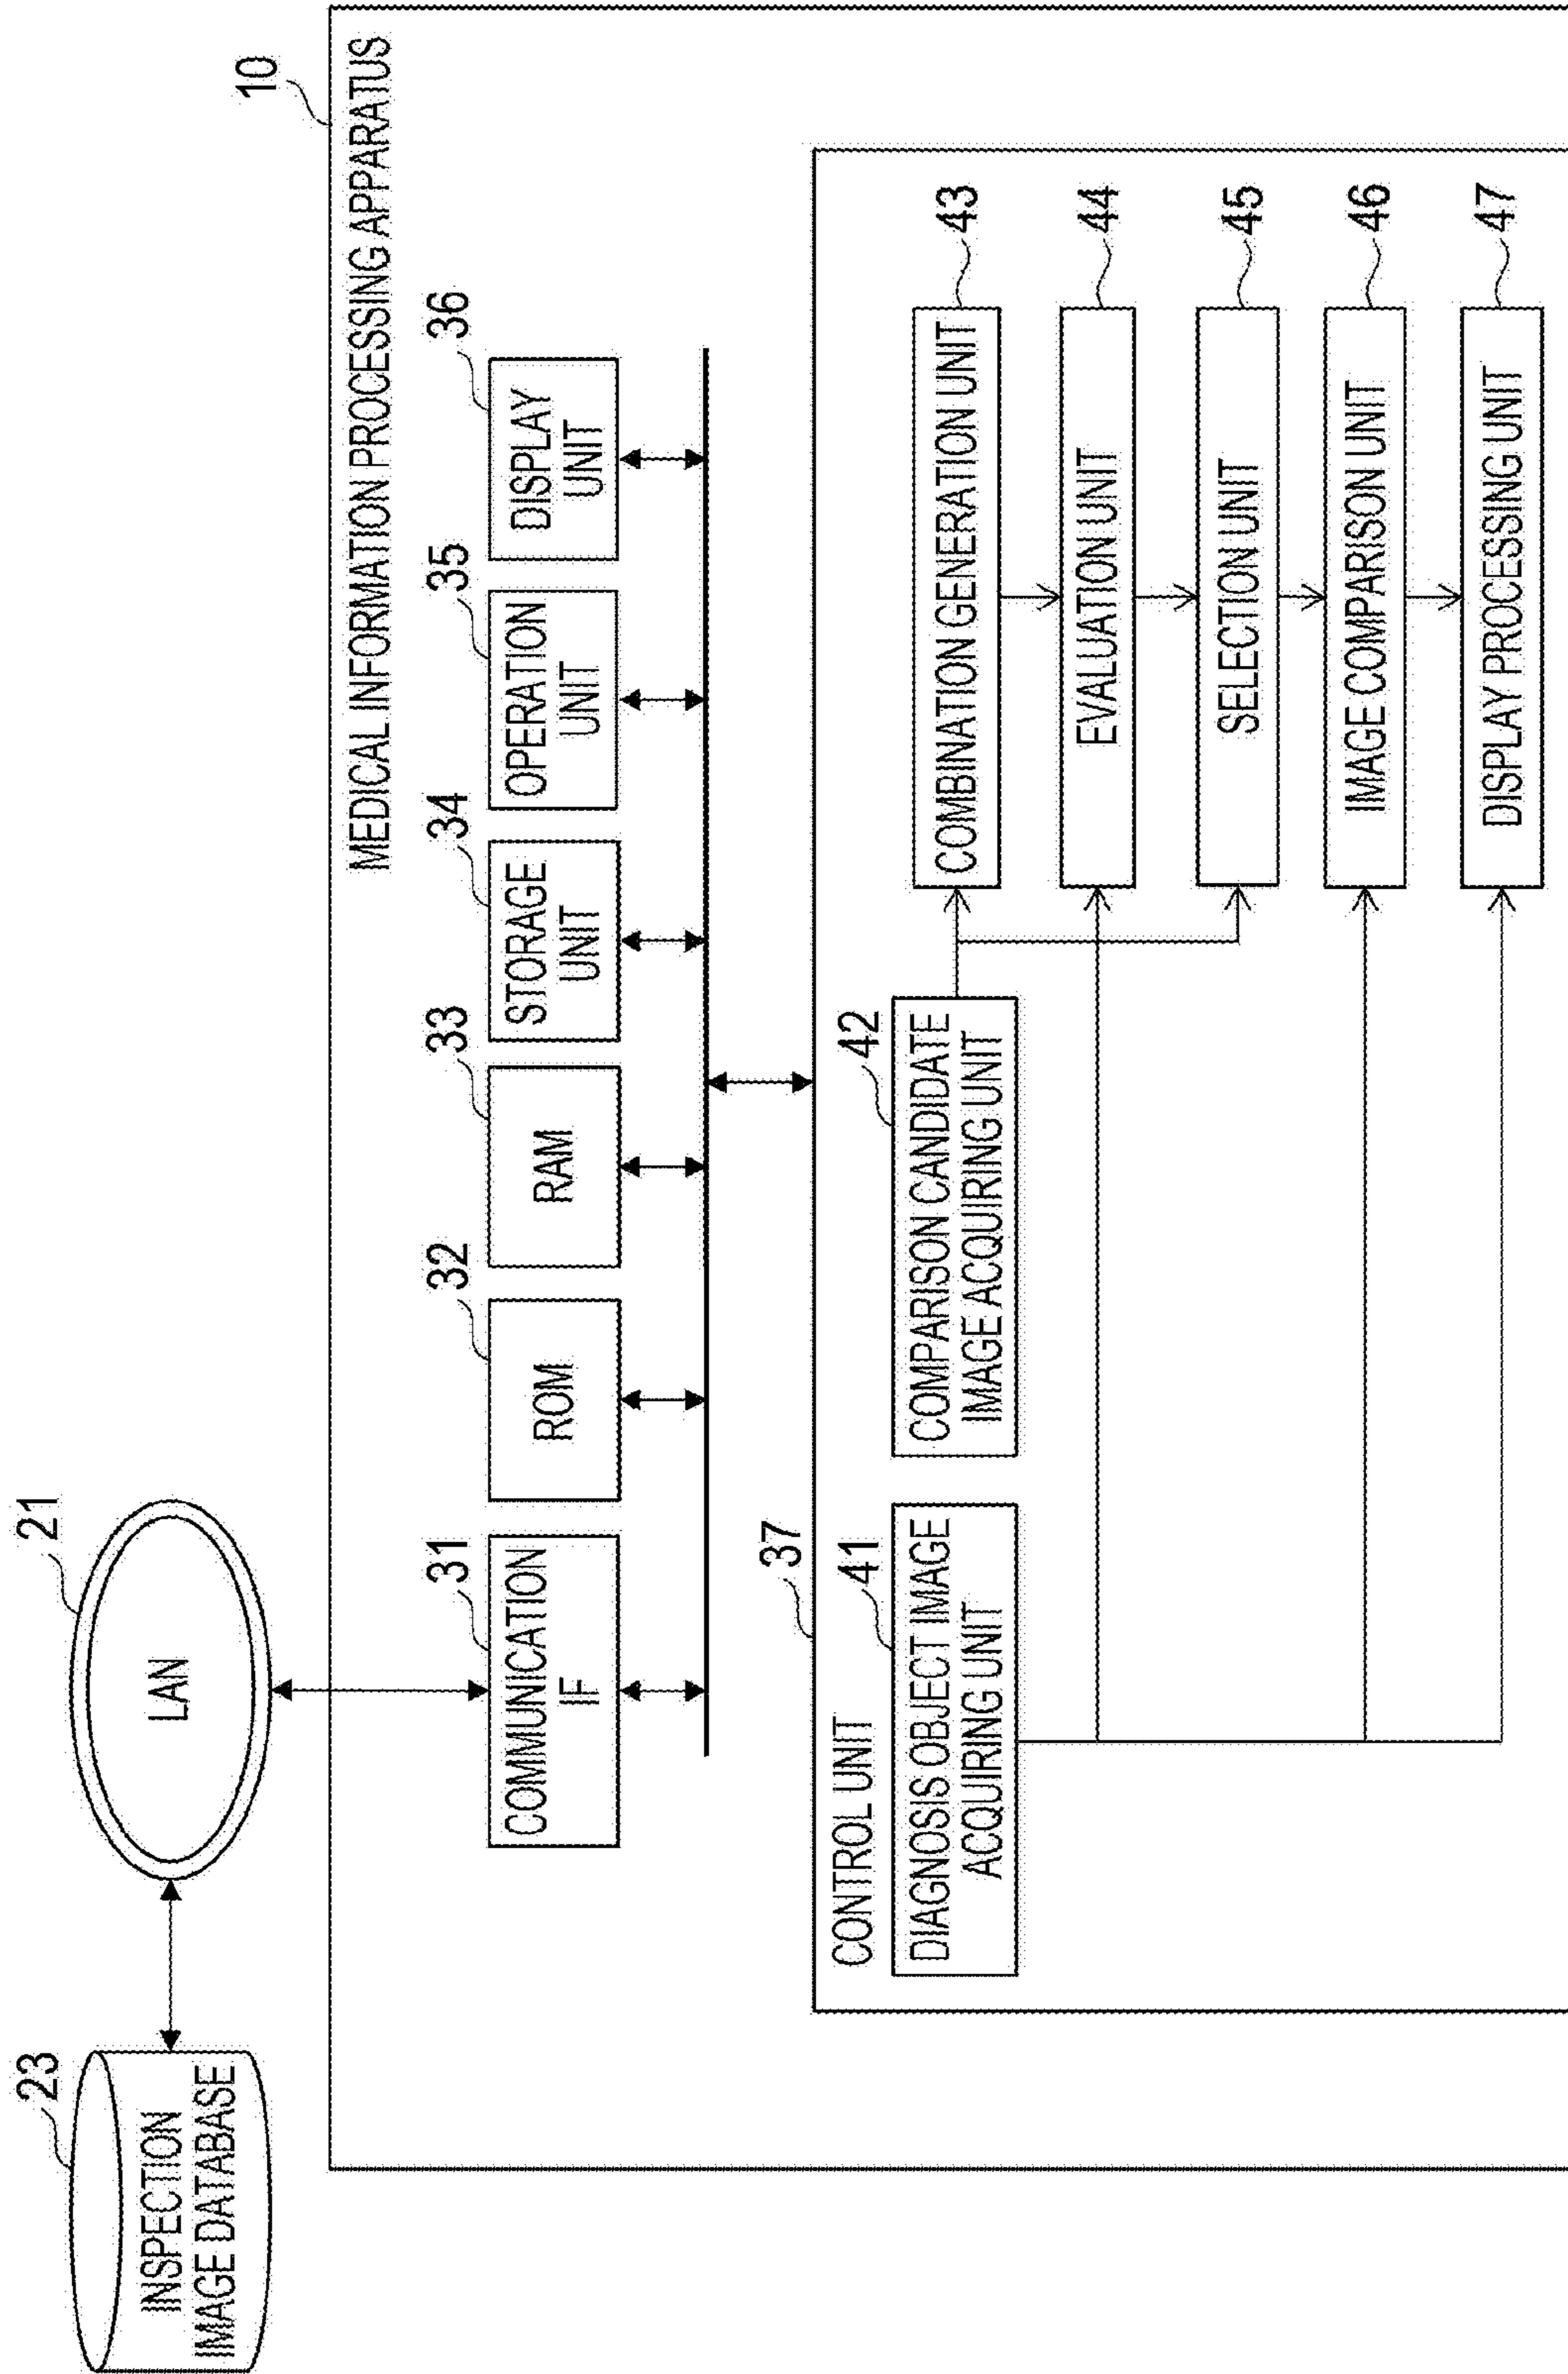 23
INSPECTION
IMAGE DATABASE
21
LAN
10
MEDICAL INFORMATION PROCESSING APPARATUS
31
COMMUNICATION
IF
32
ROM
33
RAM
34
STORAGE
UNIT
35
OPERATION
UNIT
36
DISPLAY
UNIT
37
CONTROL UNIT
41
DIAGNOSIS OBJECT IMAGE
ACQUIRING UNIT
42
COMPARISON CANDIDATE
IMAGE ACQUIRING UNIT
COMBINATION GENERATION UNIT
43
EVALUATION UNIT
44
SELECTION UNIT
45
IMAGE COMPARISON UNIT
46
DISPLAY PROCESSING UNIT
47